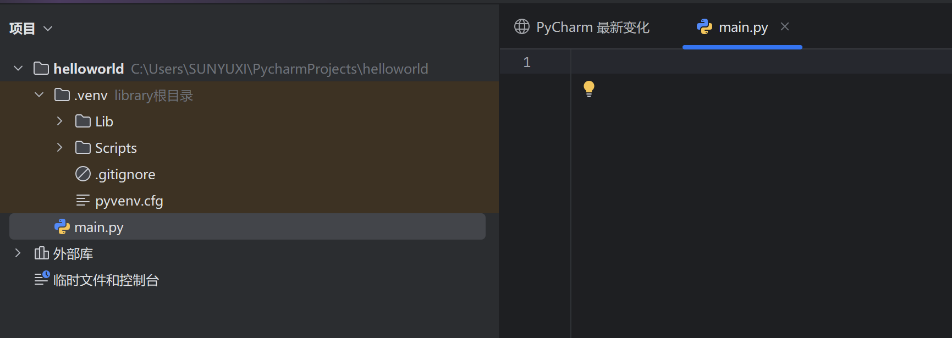 项目
PyCharm 最新变化
main.py
helloworld C:\Users\SUNYUXI\PycharmProjects\helloworld
1
.venv library根目录
Lib
Scripts
.gitignore
pyvenv.cfg
main.py
外部库
临时文件和控制台